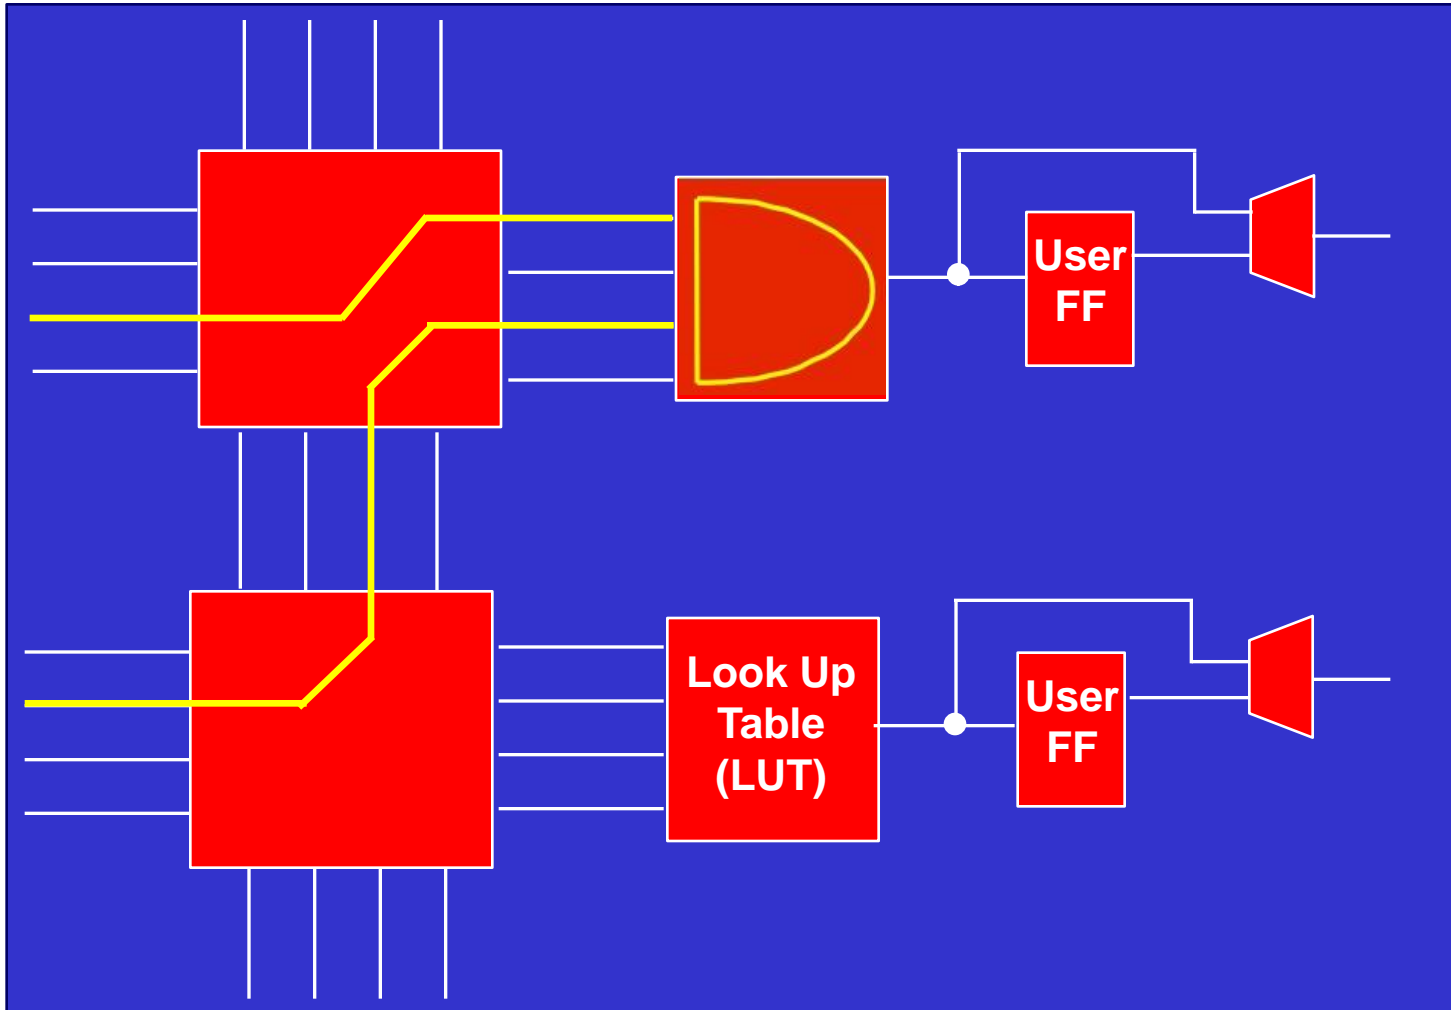 User
FF
Look Up
Table
(LUT)
User
FF